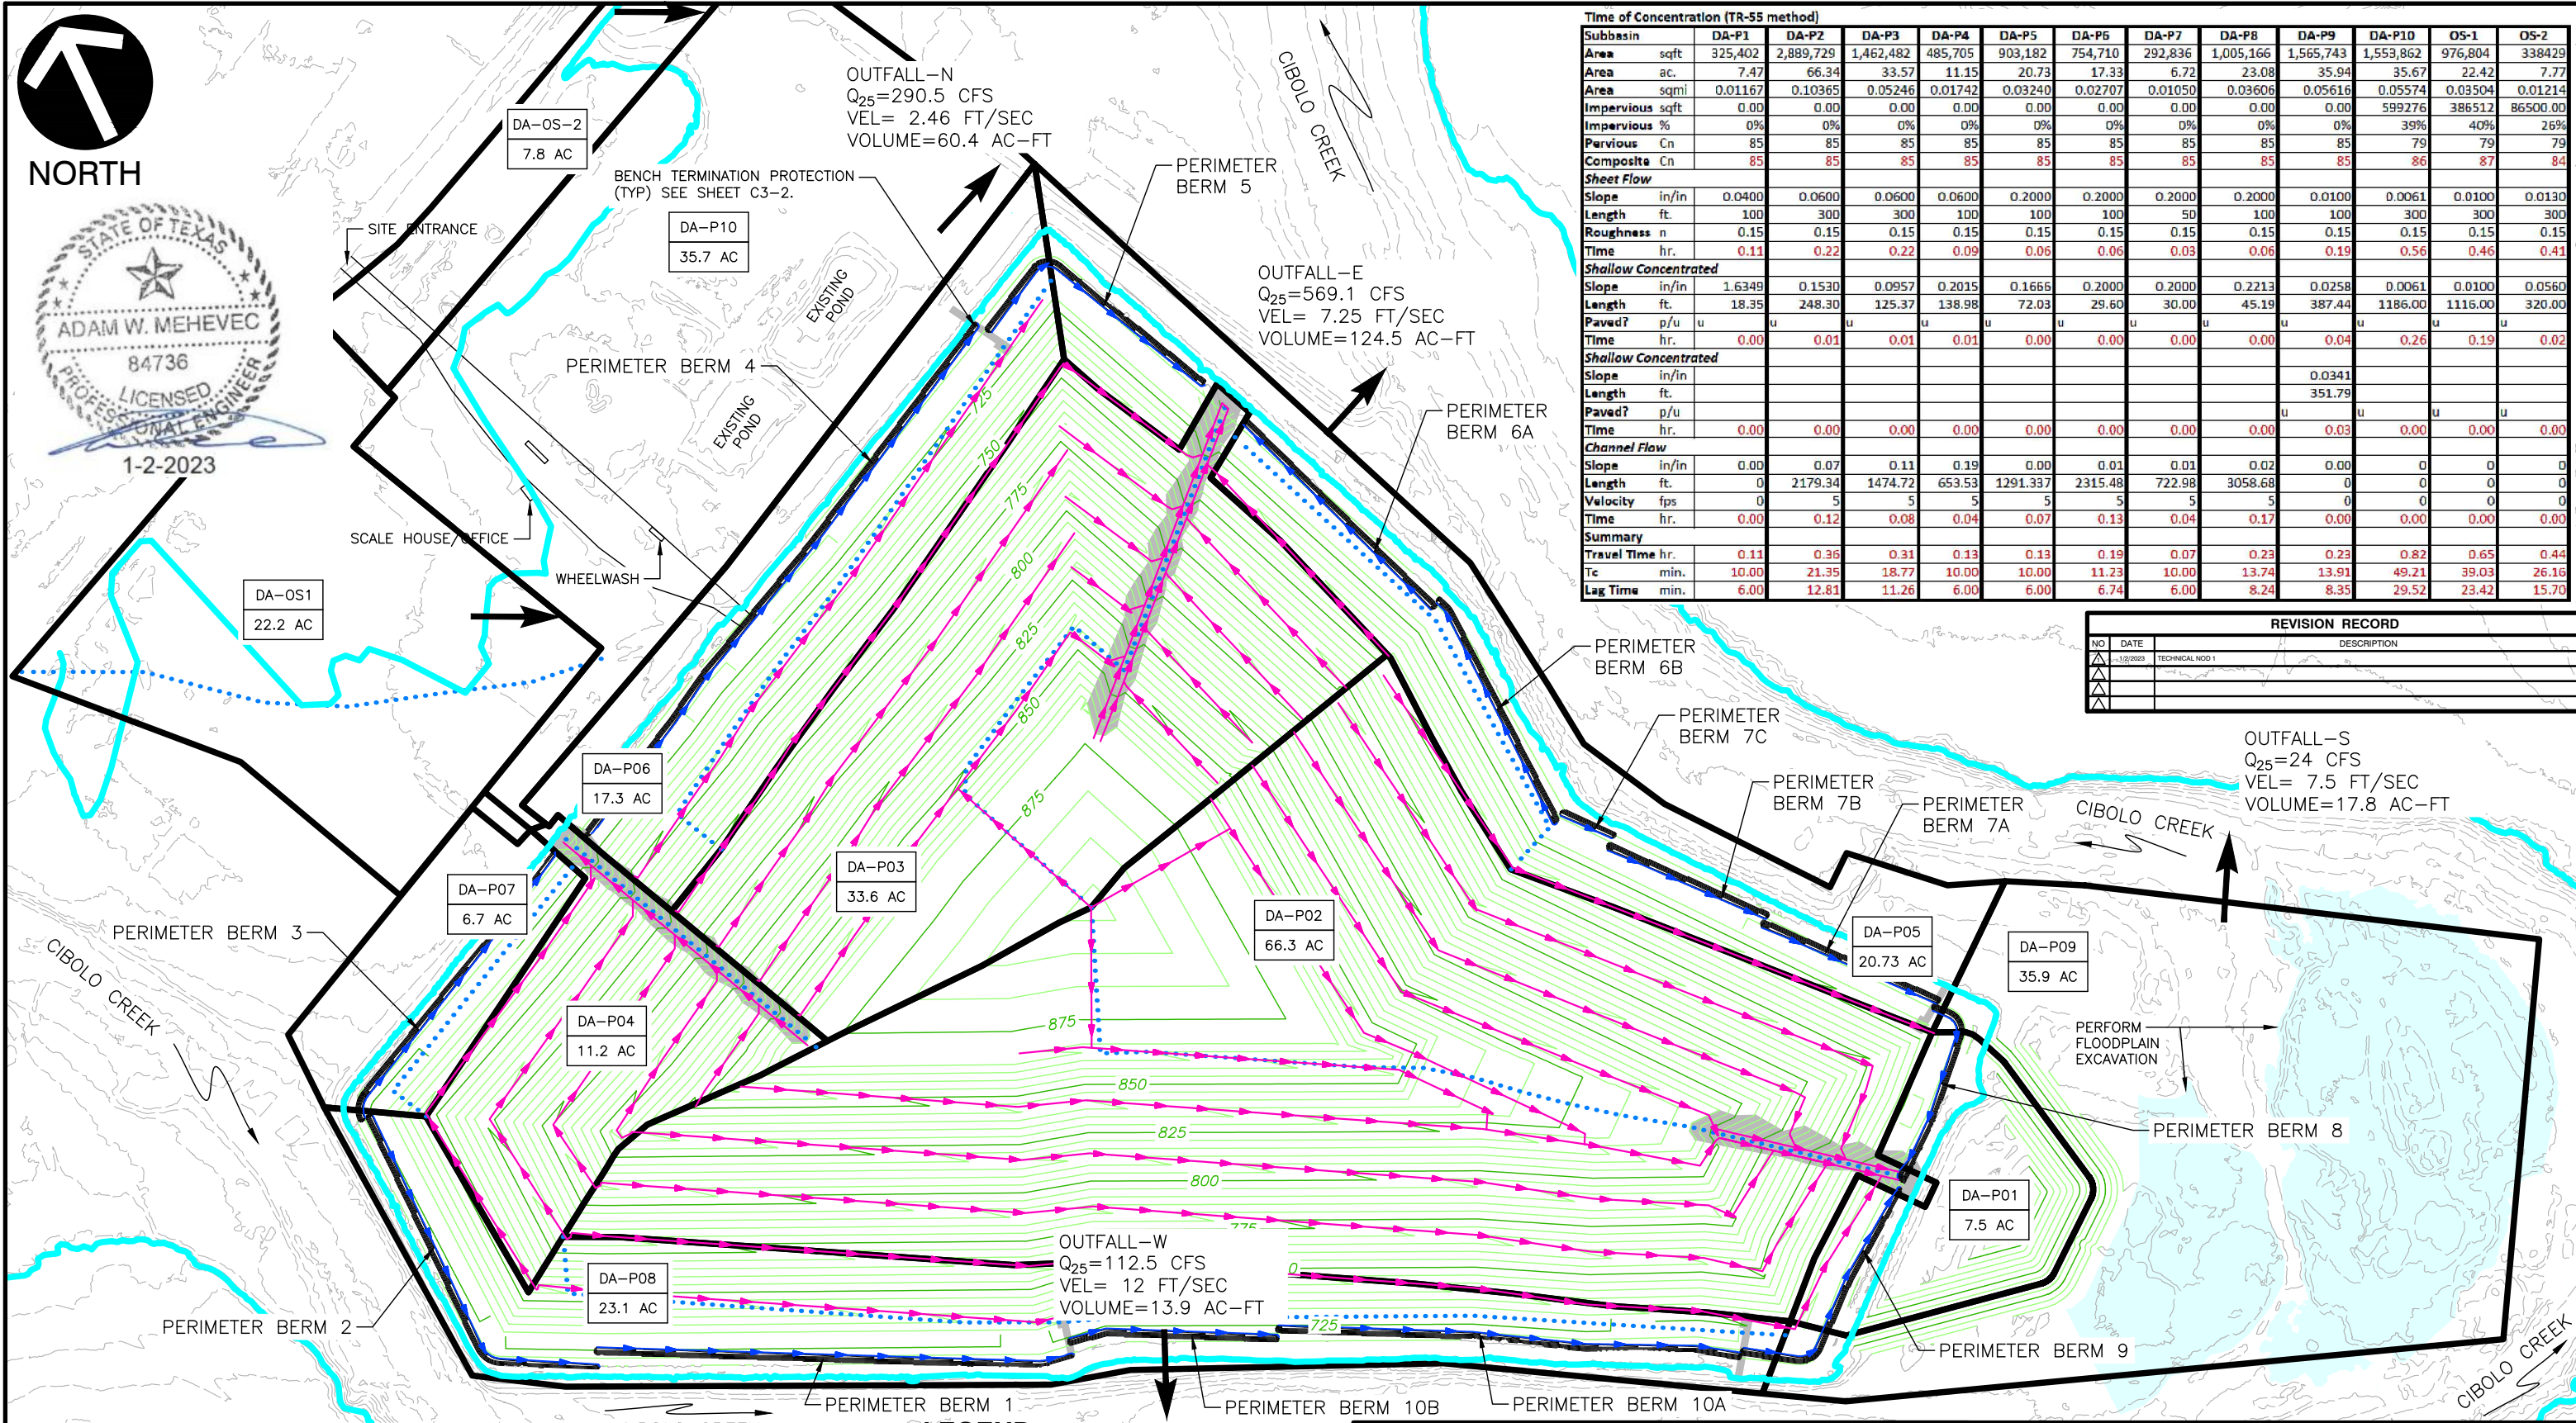 NORTH
STATE OF TEXAS
ADAM W. MEHEVEC
84736
LICENSED
PROFESSIONAL ENGINEER
1-2-2023
DA-OS-2
7.8 AC
SITE ENTRANCE
OUTFALL-N
Q25=290.5 CFS
VEL= 2.46 FT/SEC
VOLUME=60.4 AC-FT
BENCH TERMINATION PROTECTION
(TYP) SEE SHEET C3-2.
DA-P10
35.7 AC
PERIMETER
BERM 5
CIBOLO CREEK
EXISTING
POND
EXISTING
POND
PERIMETER BERM 4
OUTFALL-E
Q25=569.1 CFS
VEL= 7.25 FT/SEC
VOLUME=124.5 AC-FT
PERIMETER
BERM 6A
SCALE HOUSE/OFFICE
WHEELWASH
DA-OS1
22.2 AC
725
750
775
800
825
850
875
PERIMETER
BERM 6B
PERIMETER
BERM 7C
PERIMETER
BERM 7B
PERIMETER
BERM 7A
DA-P06
17.3 AC
DA-P03
33.6 AC
DA-P07
6.7 AC
PERIMETER BERM 3
CIBOLO CREEK
DA-P04
11.2 AC
DA-P02
66.3 AC
DA-P05
20.73 AC
DA-P09
35.9 AC
OUTFALL-S
Q25=24 CFS
VEL= 7.5 FT/SEC
VOLUME=17.8 AC-FT
CIBOLO CREEK
PERFORM
FLOODPLAIN
EXCAVATION
875
850
825
800
775
PERIMETER BERM 8
DA-P01
7.5 AC
OUTFALL-W
Q25=112.5 CFS
VEL= 12 FT/SEC
VOLUME=13.9 AC-FT
0
725
DA-P08
23.1 AC
PERIMETER BERM 2
PERIMETER BERM 1
PERIMETER BERM 10B
PERIMETER BERM 10A
PERIMETER BERM 9
CIBOLO CREEK
Time of Concentration (TR-55 method)
Subbasin DA-P1 DA-P2 DA-P3 DA-P4 DA-P5 DA-P6 DA-P7 DA-P8 DA-P9 DA-P10 OS-1 OS-2
Area sqft 325,402 2,889,729 1,462,482 485,705 903,182 754,710 292,836 1,005,166 1,565,743 1,553,862 976,804 338429
Area ac. 7.47 66.34 33.57 11.15 20.73 17.33 6.72 23.08 35.94 35.67 22.42 7.77
Area sqmi 0.01167 0.10365 0.05246 0.01742 0.03240 0.02707 0.01050 0.03606 0.05616 0.05574 0.03504 0.01214
Impervious sqft 0.00 0.00 0.00 0.00 0.00 0.00 0.00 0.00 0.00 599276 386512 86500.00
Impervious % 0% 0% 0% 0% 0% 0% 0% 0% 0% 39% 40% 26%
Pervious Cn 85 85 85 85 85 85 85 85 85 79 79 79
Composite Cn 85 85 85 85 85 85 85 85 85 86 87 84
Sheet Flow
Slope in/in 0.0400 0.0600 0.0600 0.0600 0.2000 0.2000 0.2000 0.2000 0.0100 0.0061 0.0100 0.0130
Length ft. 100 300 300 100 100 100 50 100 100 300 300 300
Roughness n 0.15 0.15 0.15 0.15 0.15 0.15 0.15 0.15 0.15 0.15 0.15 0.15
Time hr. 0.11 0.22 0.22 0.09 0.06 0.06 0.03 0.06 0.19 0.56 0.46 0.41
Shallow Concentrated
Slope in/in 1.6349 0.1530 0.0957 0.2015 0.1666 0.2000 0.2000 0.2213 0.0258 0.0061 0.0100 0.0560
Length ft. 18.35 248.30 125.37 138.98 72.03 29.60 30.00 45.19 387.44 1186.00 1116.00 320.00
Paved? p/u u u u u u u u u u u u u
Time hr. 0.00 0.01 0.01 0.01 0.00 0.00 0.00 0.00 0.04 0.26 0.19 0.02
Shallow Concentrated
Slope in/in 0.0341
Length ft. 351.79
Paved? p/u u u u u
Time hr. 0.00 0.00 0.00 0.00 0.00 0.00 0.00 0.00 0.03 0.00 0.00 0.00
Channel Flow
Slope in/in 0.00 0.07 0.11 0.19 0.00 0.01 0.01 0.02 0.00 0 0 0
Length ft. 0 2179.34 1474.72 653.53 1291.337 2315.48 722.98 3058.68 0 0 0 0
Velocity fps 0 5 5 5 5 5 5 5 5 0 0 0
Time hr. 0.00 0.12 0.08 0.04 0.07 0.13 0.04 0.17 0.00 0.00 0.00 0.00
Summary
Travel Time hr. 0.11 0.36 0.31 0.13 0.13 0.19 0.07 0.23 0.23 0.82 0.65 0.44
Tc min. 10.00 21.35 18.77 10.00 10.00 11.23 10.00 13.74 13.91 49.21 39.03 26.16
Lag Time min. 6.00 12.81 11.26 6.00 6.00 6.74 6.00 8.24 8.35 29.52 23.42 15.70
REVISION RECORD
NO DATE DESCRIPTION
1/2/2023 TECHNICAL NOD 1